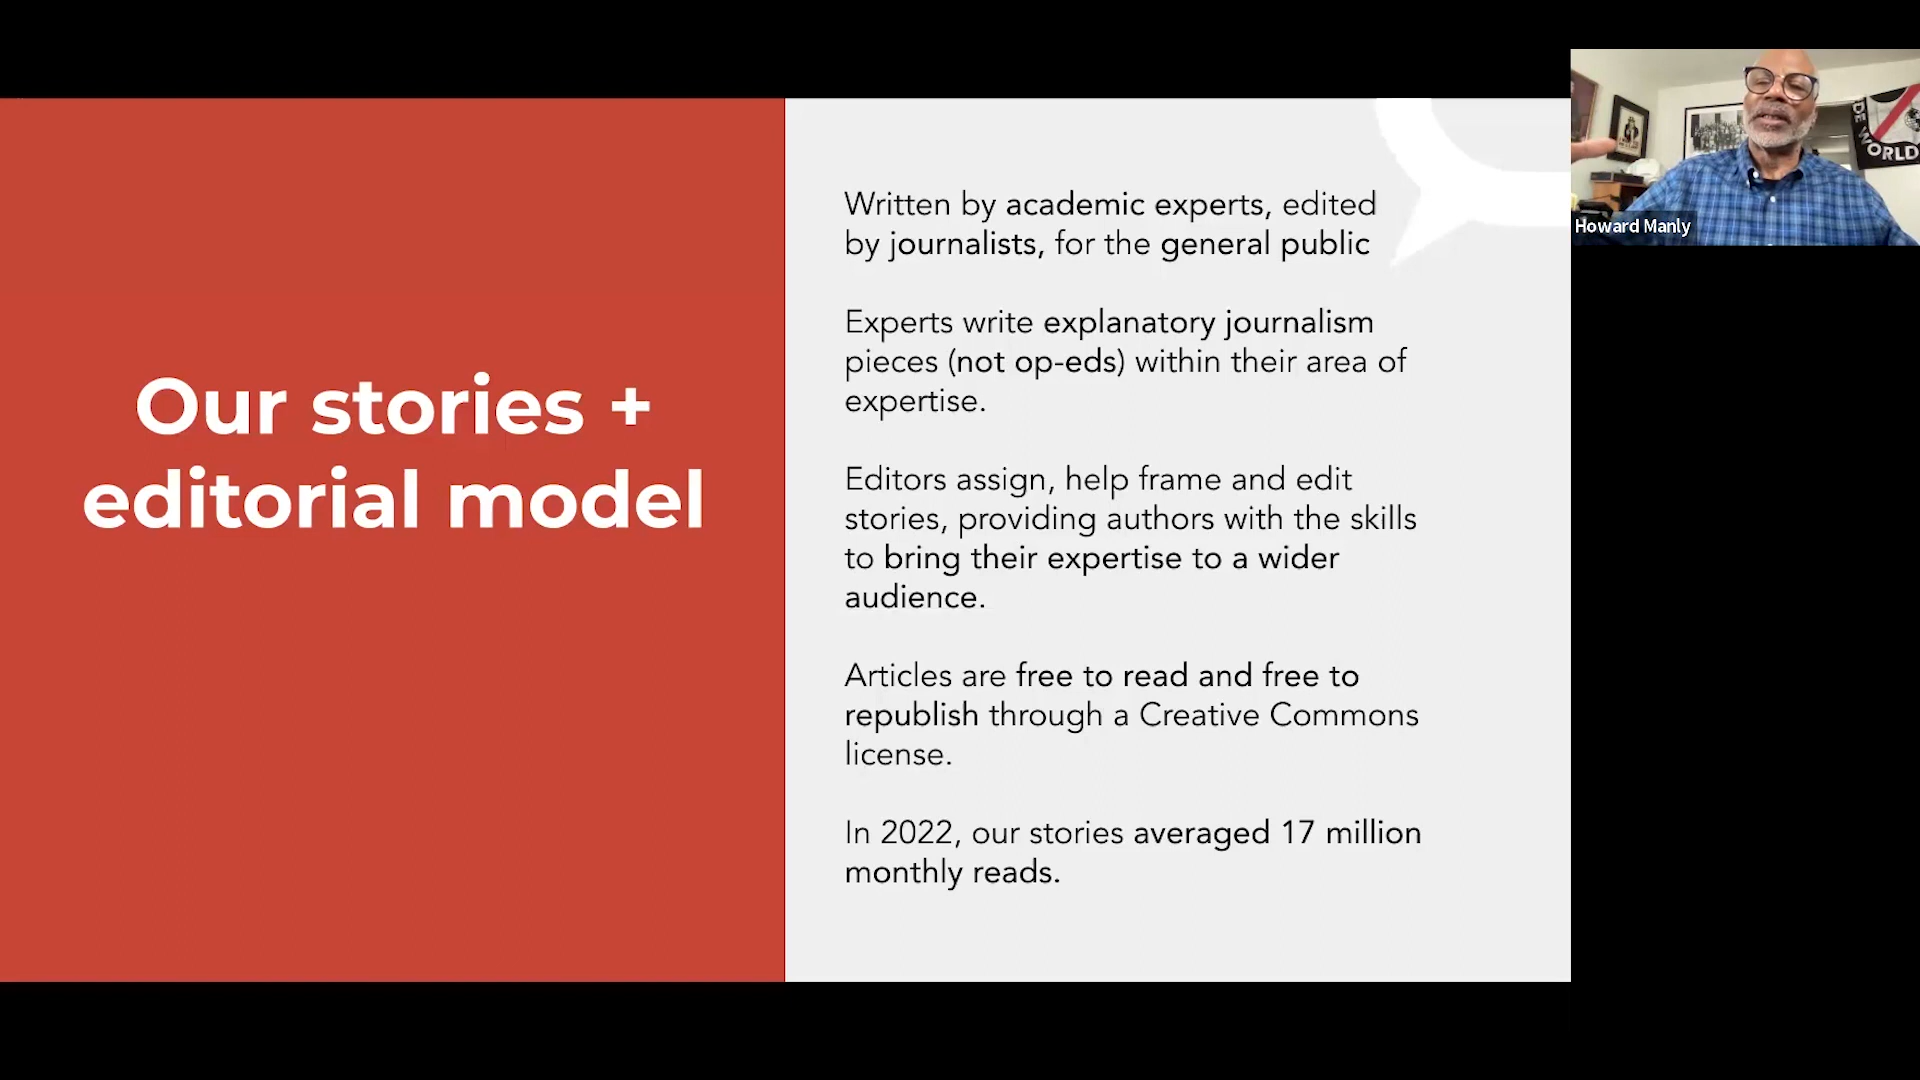 Our stories +
editorial model
Written by academic experts, edited
by journalists, for the general public
Experts write explanatory journalism
pieces (not op-eds) within their area of
expertise.
Editors assign, help frame and edit
stories, providing authors with the skills
to bring their expertise to a wider
audience.
Articles are free to read and free to
republish through a Creative Commons
license.
In 2022, our stories averaged 17 million
monthly reads.
Howard Manly
DE WORLD